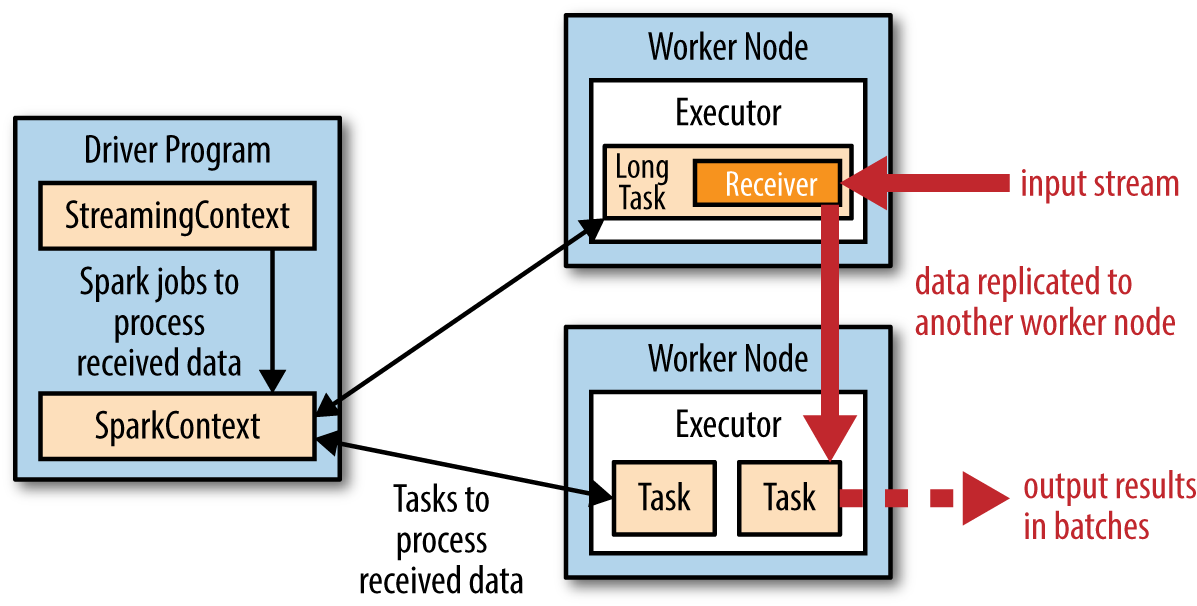 Driver Program
StreamingContext
Spark jobs to
process
received data
SparkContext
Worker Node
Executor
Long
Task
Receiver
input stream
data replicated to
another worker node
Worker Node
Executor
Task
Task
Tasks to
process
received data
output results
in batches